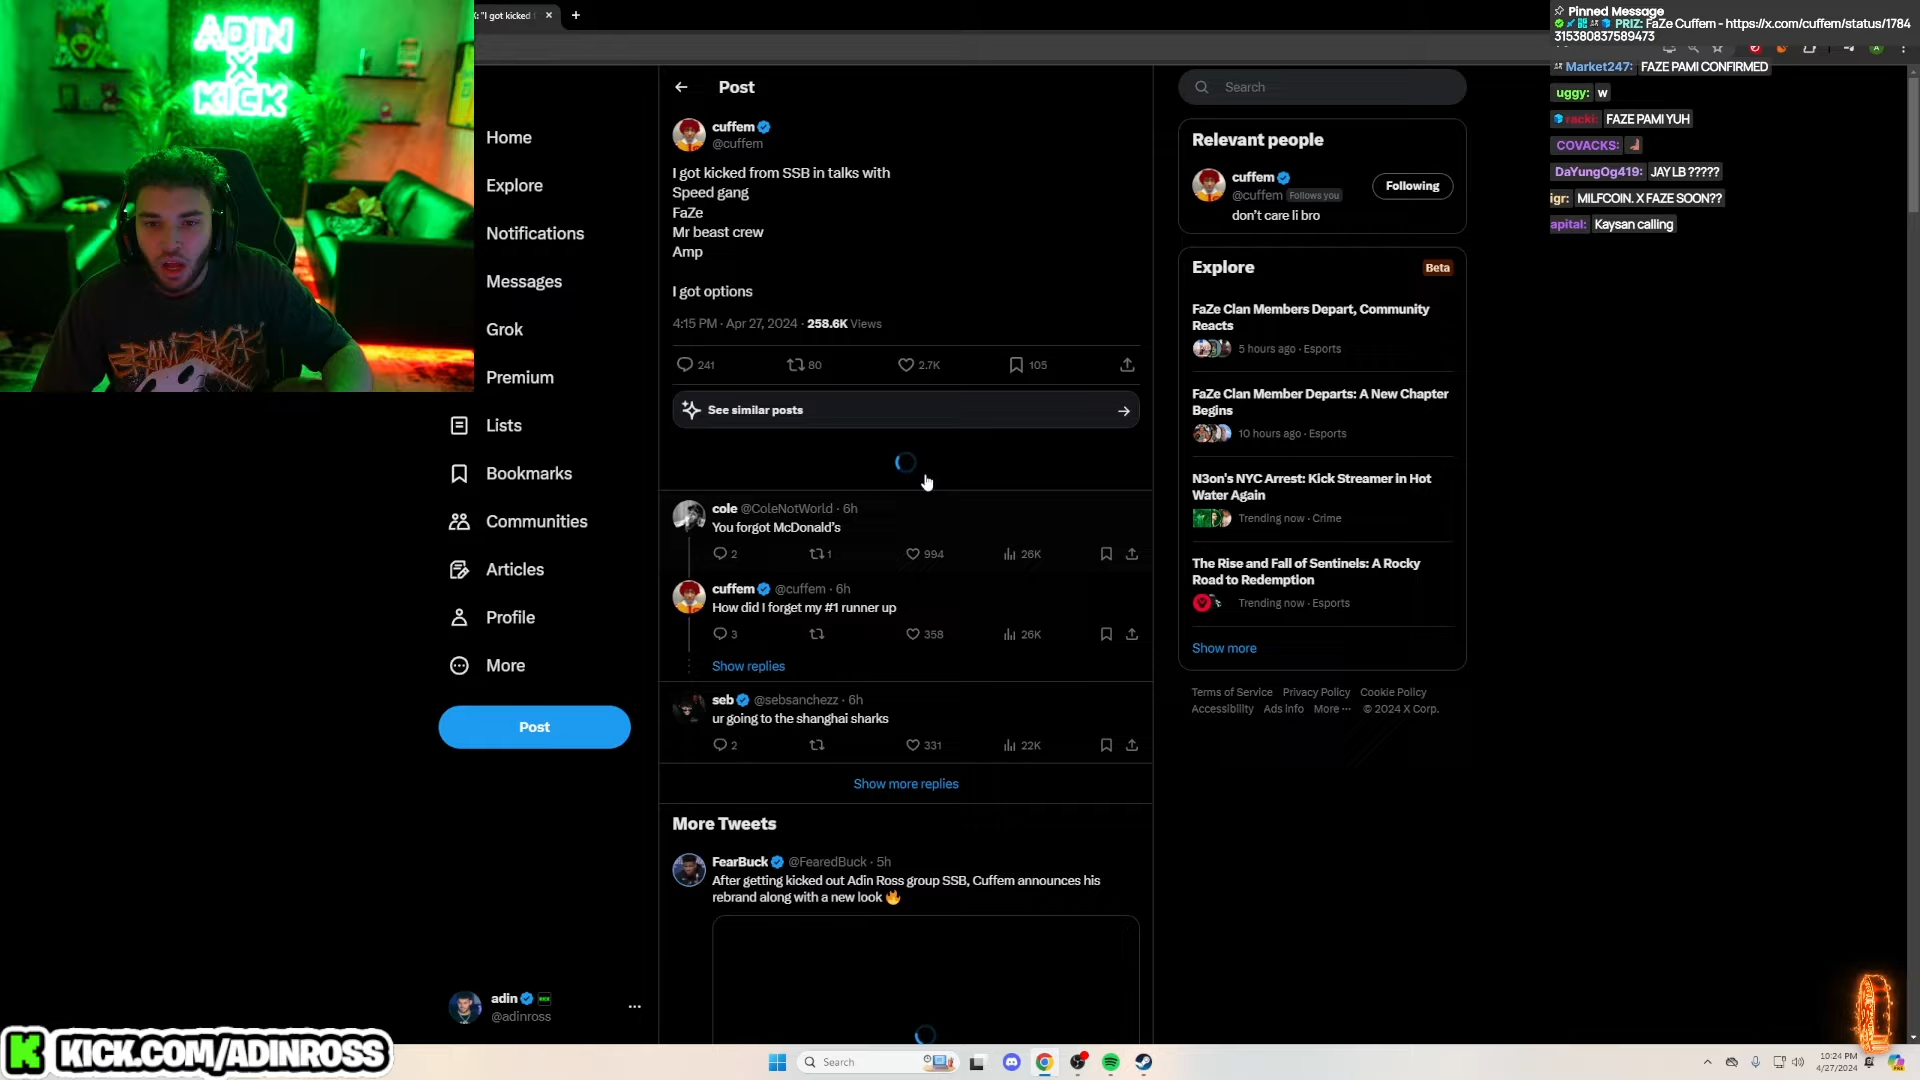 ADIN
X
KICK
K: "I got kicked f
Pinned Message
PRIZ: FaZe Cuffem - https://x.com/cuffem/status/1784
315380837589473
Market247: FAZE PAMI CONFIRMED
uggy: w
racki: FAZE PAMI YUH
COVACKS:
DaYungOg419: JAY LB ?????
igr: MILFCOIN. X FAZE SOON??
apital: Kaysan calling
Home
Explore
Notifications
Messages
Grok
Premium
Lists
Bookmarks
Communities
Articles
Profile
More
Post
adin
@adinross
KICK.COM/ADINROSS
Post
cuffem
@cuffem
I got kicked from SSB in talks with
Speed gang
FaZe
Mr beast crew
Amp
I got options
4:15 PM · Apr 27, 2024 · 258.6K Views
241 80 2.7K 105
See similar posts
cole @ColeNotWorld · 6h
You forgot McDonald's
2 1 994 26K
cuffem @cuffem · 6h
How did I forget my #1 runner up
3 358 26K
Show replies
seb @sebsanchezz · 6h
ur going to the shanghai sharks
2 331 22K
Show more replies
More Tweets
FearBuck @FearedBuck · 5h
After getting kicked out Adin Ross group SSB, Cuffem announces his
rebrand along with a new look
Search
Relevant people
cuffem
@cuffem Follows you
Following
don't care li bro
Explore
Beta
FaZe Clan Members Depart, Community
Reacts
5 hours ago · Esports
FaZe Clan Member Departs: A New Chapter
Begins
10 hours ago · Esports
N3on's NYC Arrest: Kick Streamer in Hot
Water Again
Trending now · Crime
The Rise and Fall of Sentinels: A Rocky
Road to Redemption
Trending now · Esports
Show more
Terms of Service Privacy Policy Cookie Policy
Accessibility Ads info More ··· © 2024 X Corp.
Search
10:24 PM
4/27/2024